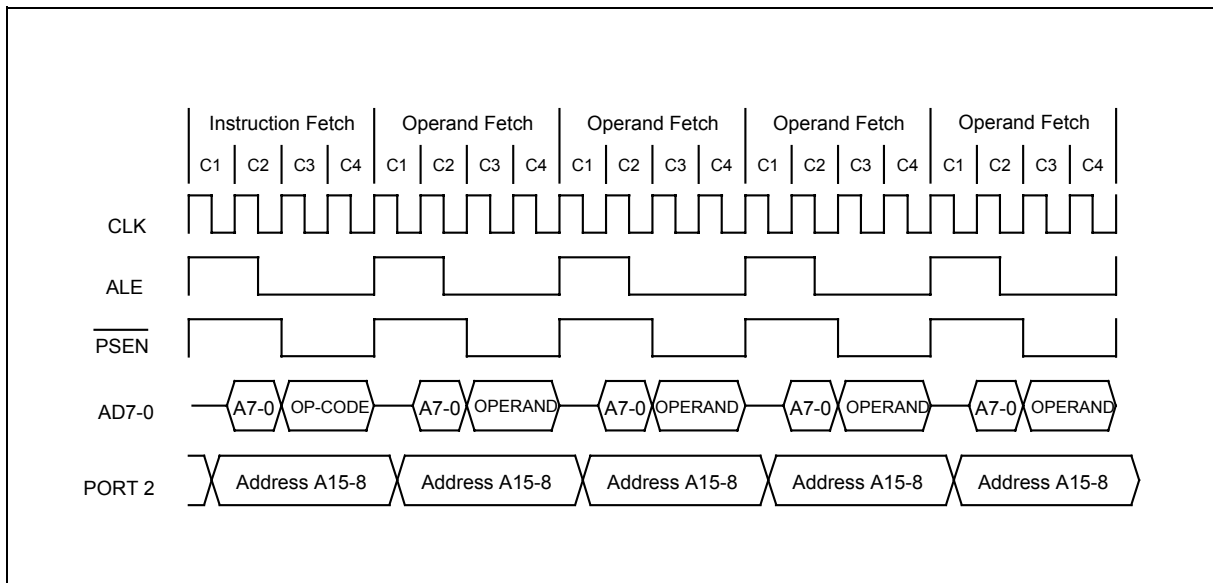 Instruction Fetch Operand Fetch Operand Fetch Operand Fetch Operand Fetch
C1 C2 C3 C4 C1 C2 C3 C4 C1 C2 C3 C4 C1 C2 C3 C4 C1 C2 C3 C4
CLK
ALE
PSEN
AD7-0 A7-0 OP-CODE A7-0 OPERAND A7-0 OPERAND A7-0 OPERAND A7-0 OPERAND
PORT 2 Address A15-8 Address A15-8 Address A15-8 Address A15-8 Address A15-8